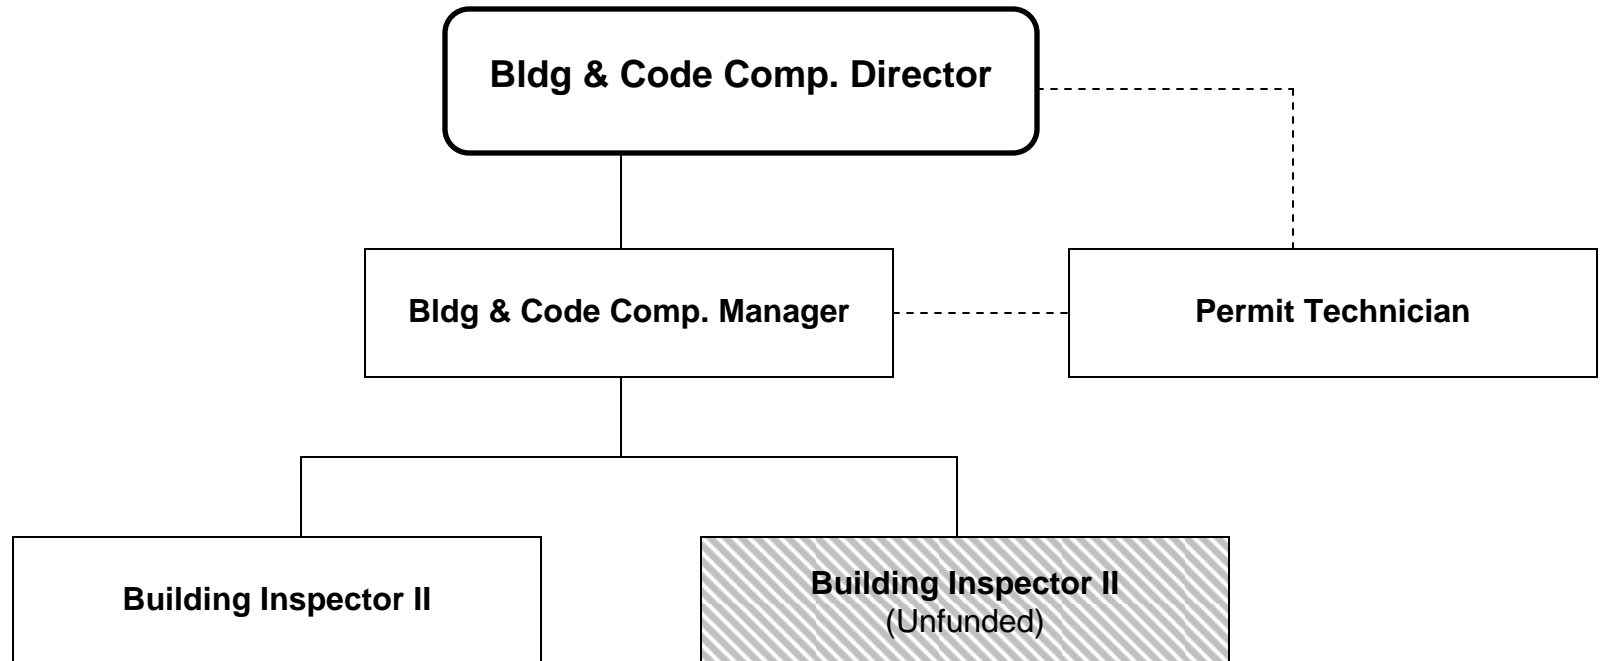 Bldg & Code Comp. Director
Bldg & Code Comp. Manager
Permit Technician
Building Inspector II
Building Inspector II
(Unfunded)